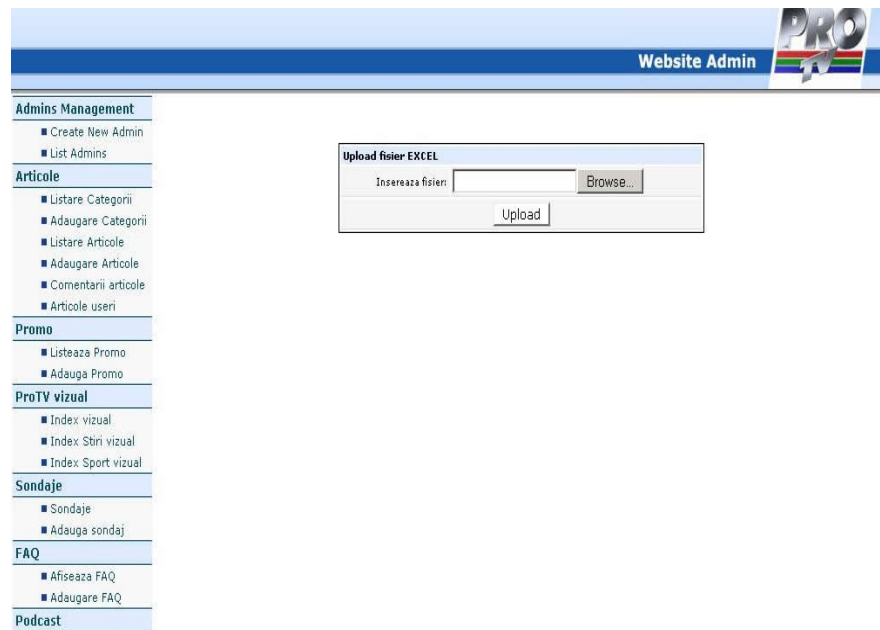 PRO
TV
Website Admin
Admins Management
Create New Admin
List Admins
Articole
Listare Categorii
Adaugare Categorii
Listare Articole
Adaugare Articole
Comentarii articole
Articole useri
Promo
Listeaza Promo
Adauga Promo
ProTV vizual
Index vizual
Index Stiri vizual
Index Sport vizual
Sondaje
Sondaje
Adauga sondaj
FAQ
Afiseaza FAQ
Adaugare FAQ
Podcast
Upload fisier EXCEL
Insereaza fisier: Browse...
Upload